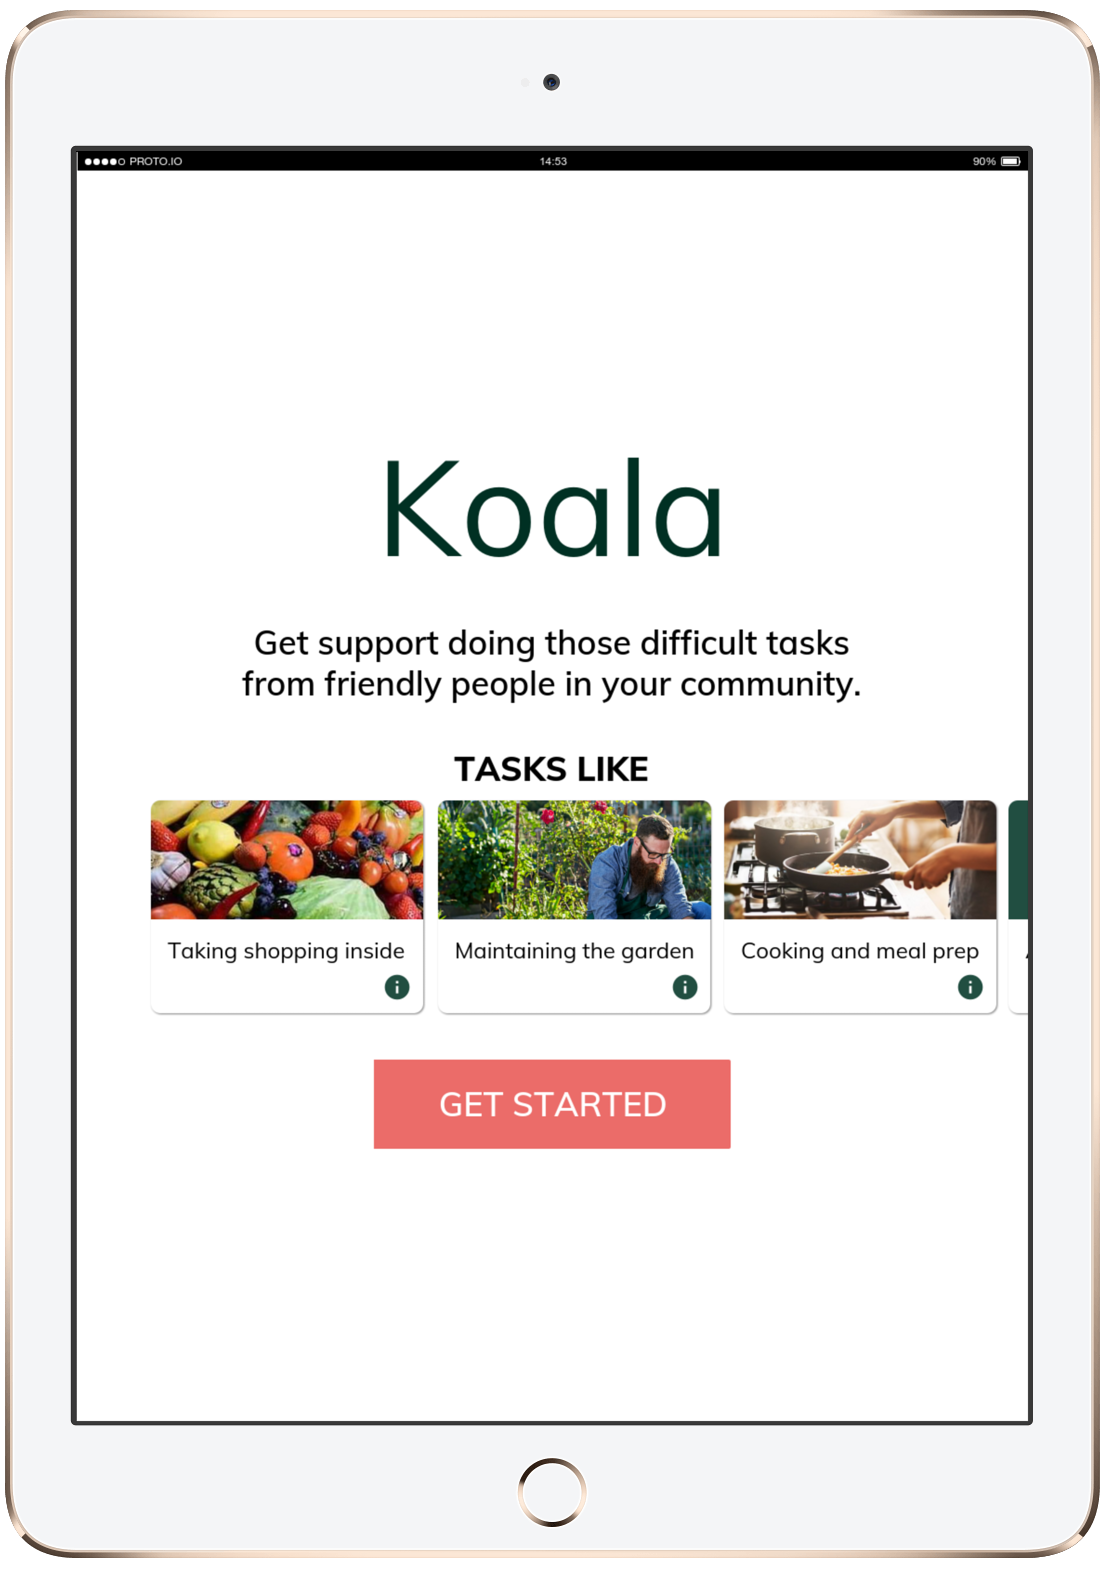 PROTO.IO 14:53 90%
Koala
Get support doing those difficult tasks
from friendly people in your community.
TASKS LIKE
Taking shopping inside
Maintaining the garden
Cooking and meal prep
GET STARTED